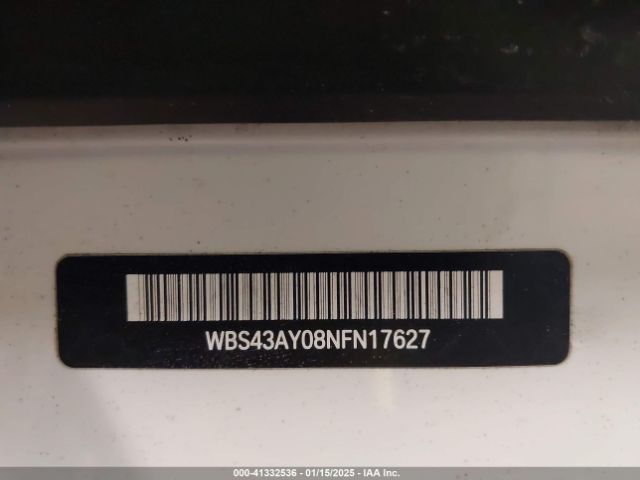 WBS43AY08NFN17627
000-41332536 - 01/15/2025 - IAA Inc.